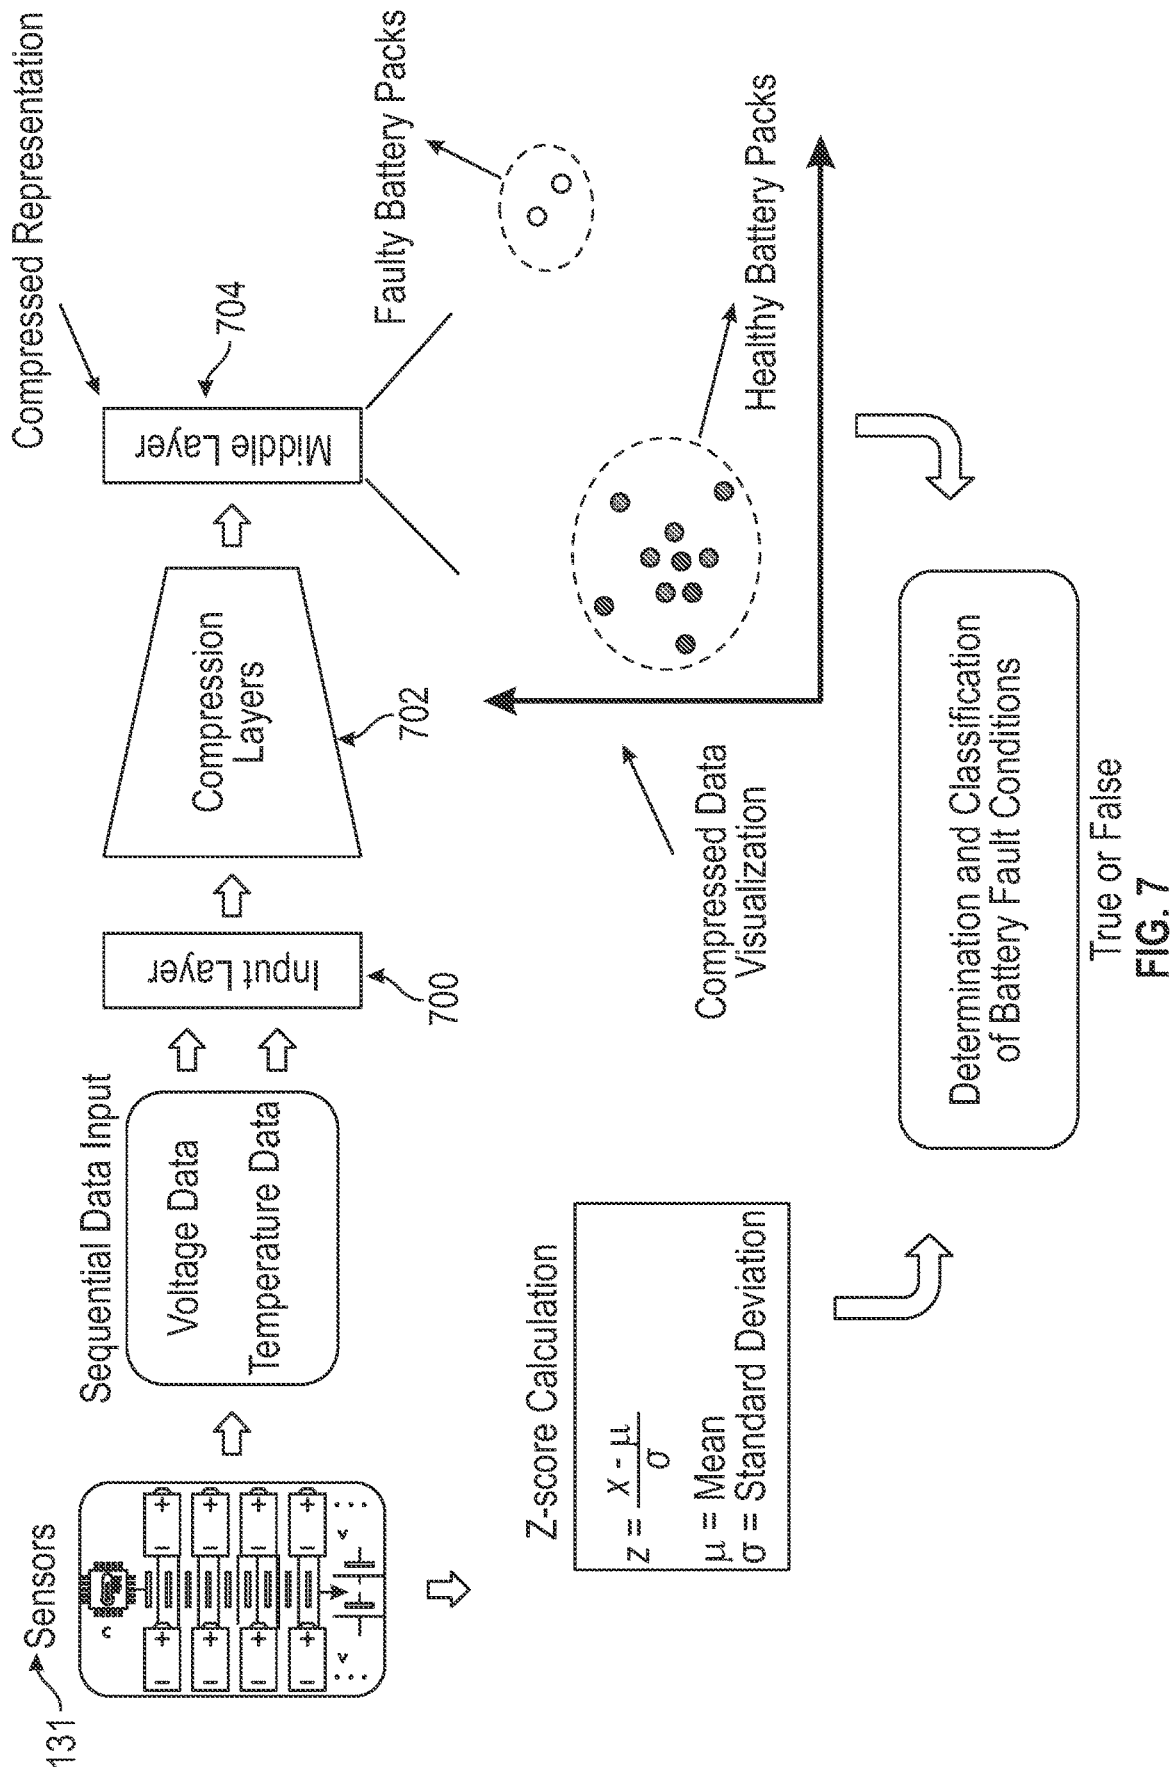 131
Sensors
Sequential Data Input
Voltage Data
Temperature Data
Input Layer
700
Compression
Layers
702
Middle Layer
704
Compressed Representation
Z-score Calculation
z = x - μ
σ
μ = Mean
σ = Standard Deviation
Compressed Data
Visualization
Faulty Battery Packs
Healthy Battery Packs
Determination and Classification
of Battery Fault Conditions
True or False
FIG. 7